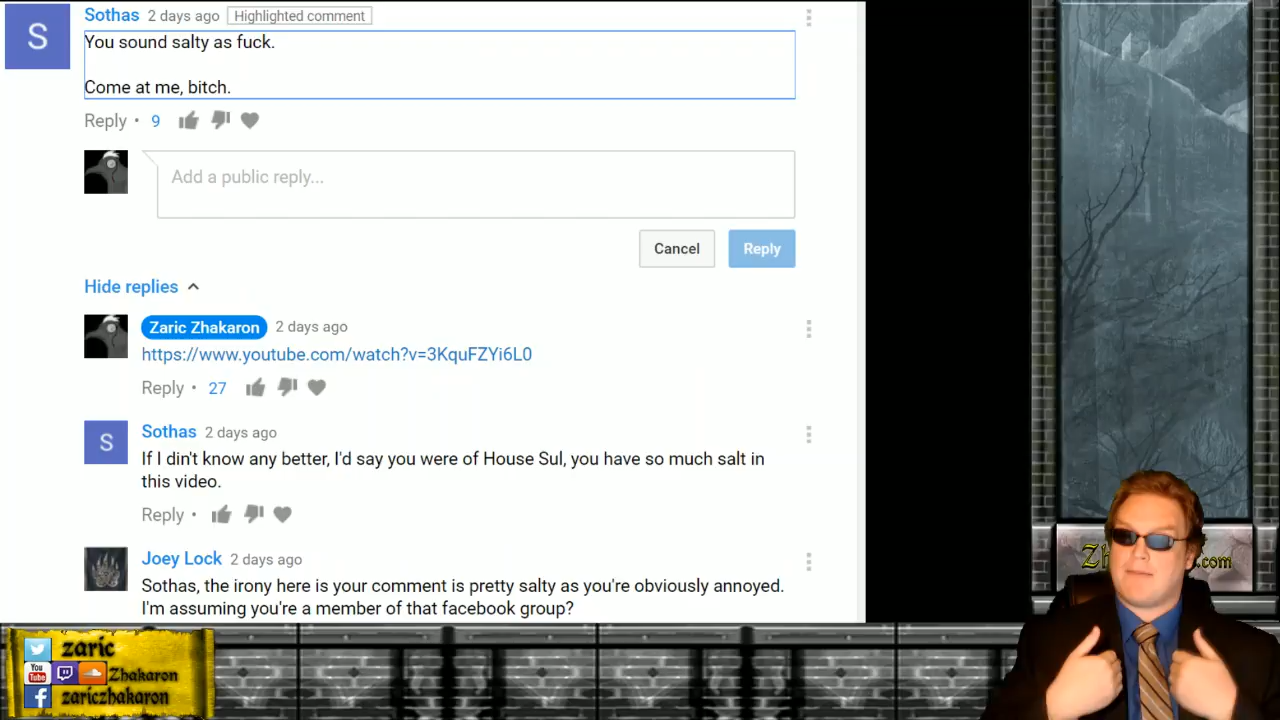 S
Sothas 2 days ago Highlighted comment
You sound salty as fuck.
Come at me, bitch.
Reply • 9
Add a public reply...
Cancel Reply
Hide replies
Zaric Zhakaron 2 days ago
https://www.youtube.com/watch?v=3KquFZYi6L0
Reply • 27
S
Sothas 2 days ago
If I din't know any better, I'd say you were of House Sul, you have so much salt in
this video.
Reply •
Joey Lock 2 days ago
Sothas, the irony here is your comment is pretty salty as you're obviously annoyed.
I'm assuming you're a member of that facebook group?
zaric
You Tube Zhakaron
zariczhakaron
.com